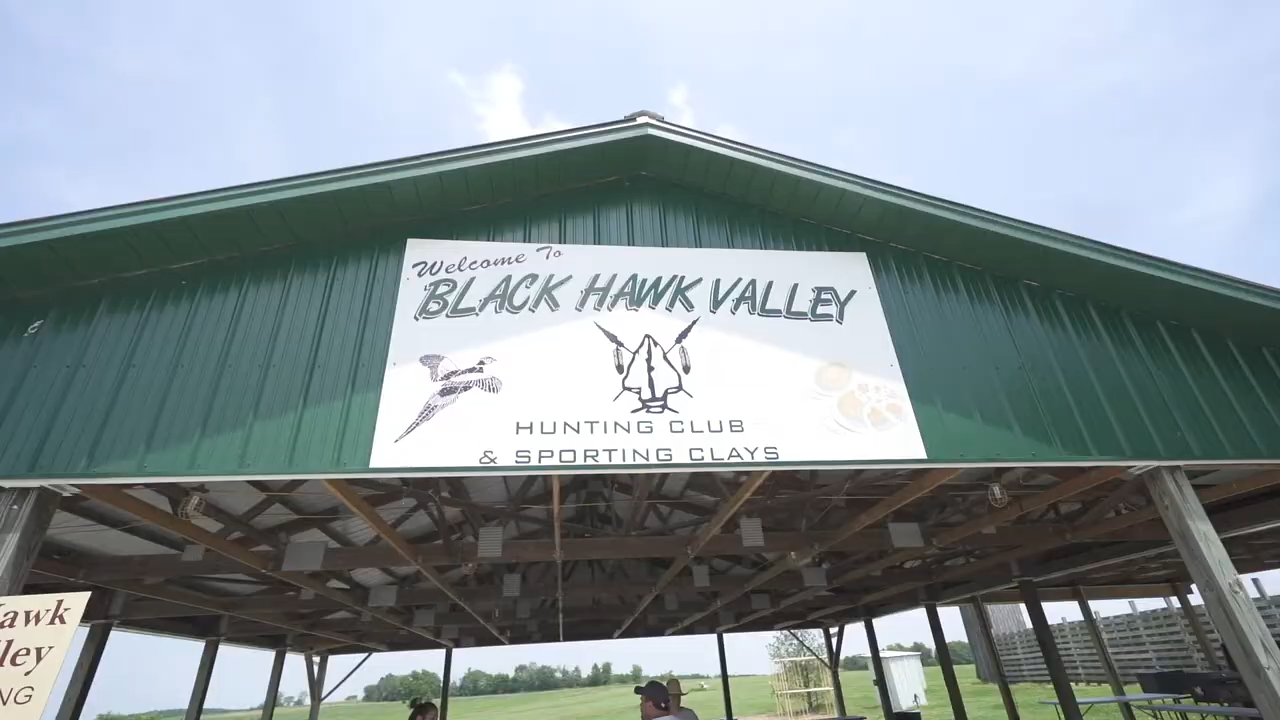 Welcome To
BLACK HAWK VALLEY
HUNTING CLUB
& SPORTING CLAYS
awk
ley
NG